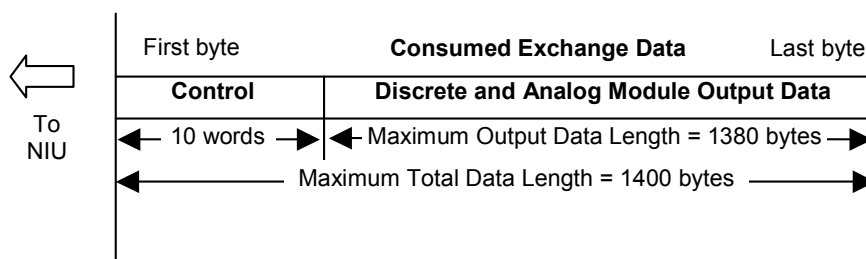 First byte Consumed Exchange Data Last byte
Control Discrete and Analog Module Output Data
To
NIU
10 words Maximum Output Data Length = 1380 bytes
Maximum Total Data Length = 1400 bytes